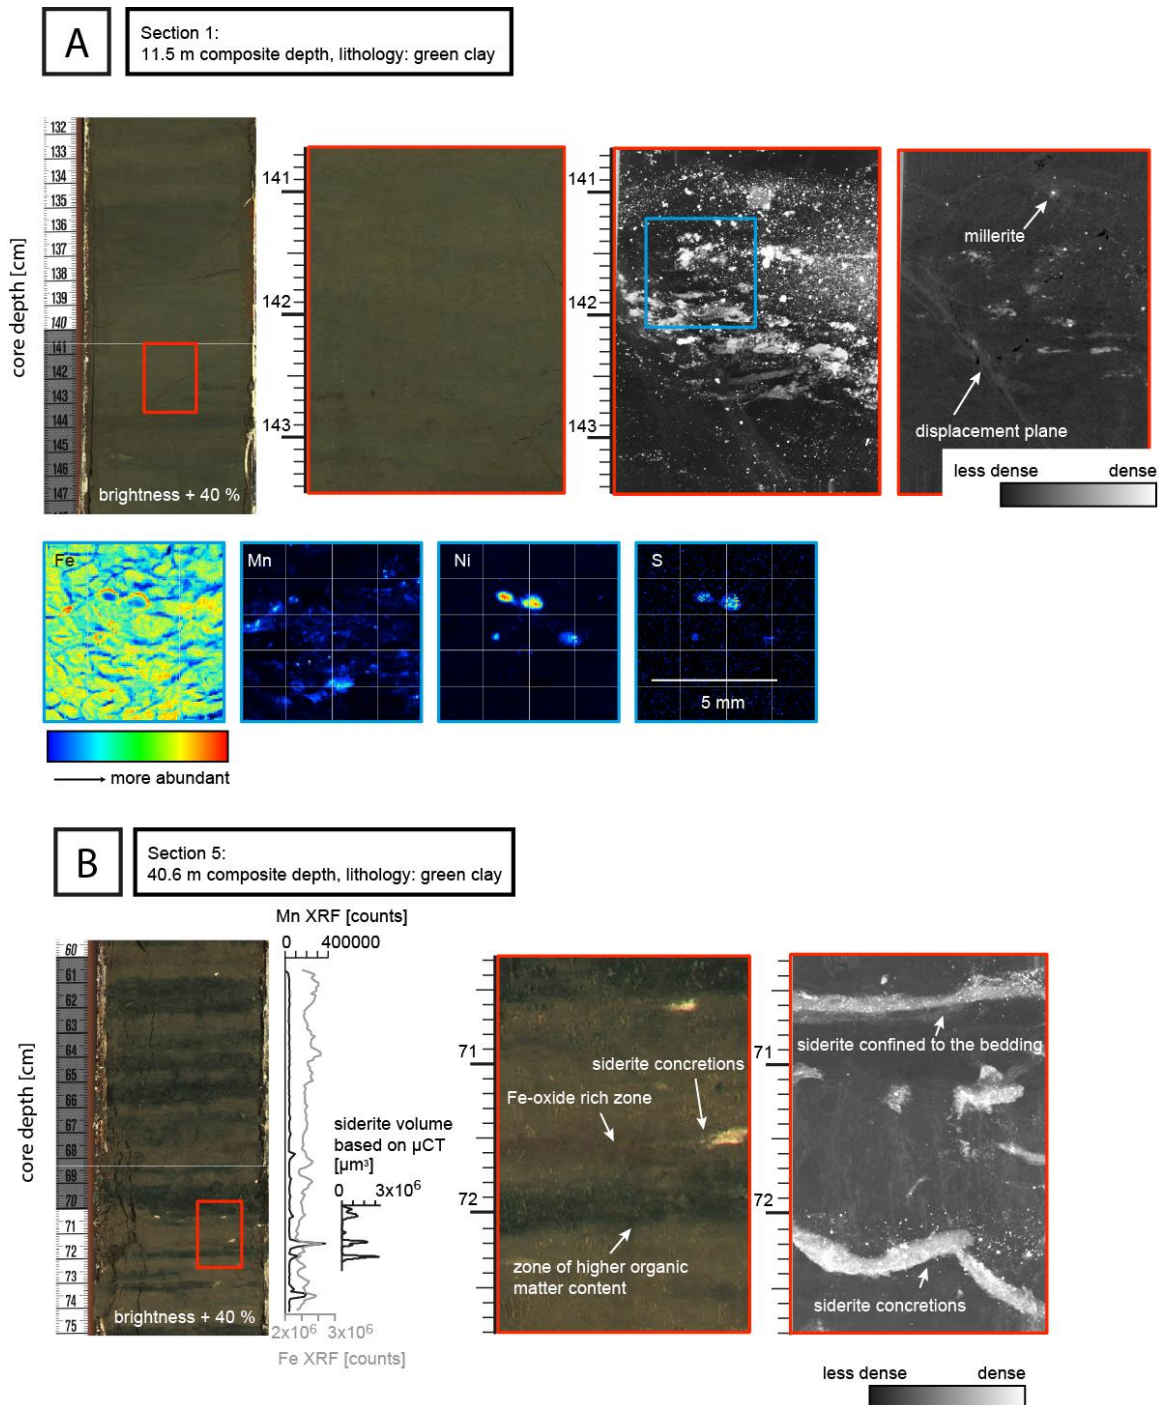 A
Section 1:
11.5 m composite depth, lithology: green clay
core depth [cm]
132
133
134
135
136
137
138
139
140
141
142
143
144
145
146
147
brightness + 40 %
141
142
143
141
142
143
millerite
displacement plane
less dense dense
Fe
Mn
Ni
S
5 mm
more abundant
B
Section 5:
40.6 m composite depth, lithology: green clay
core depth [cm]
60
61
62
63
64
65
66
67
68
69
70
71
72
73
74
75
brightness + 40 %
Mn XRF [counts]
0 400000
siderite volume
based on µCT
[µm³]
0 3x10⁶
2x10⁶ 3x10⁶
Fe XRF [counts]
71
72
siderite concretions
Fe-oxide rich zone
zone of higher organic
matter content
71
72
siderite confined to the bedding
siderite concretions
less dense dense